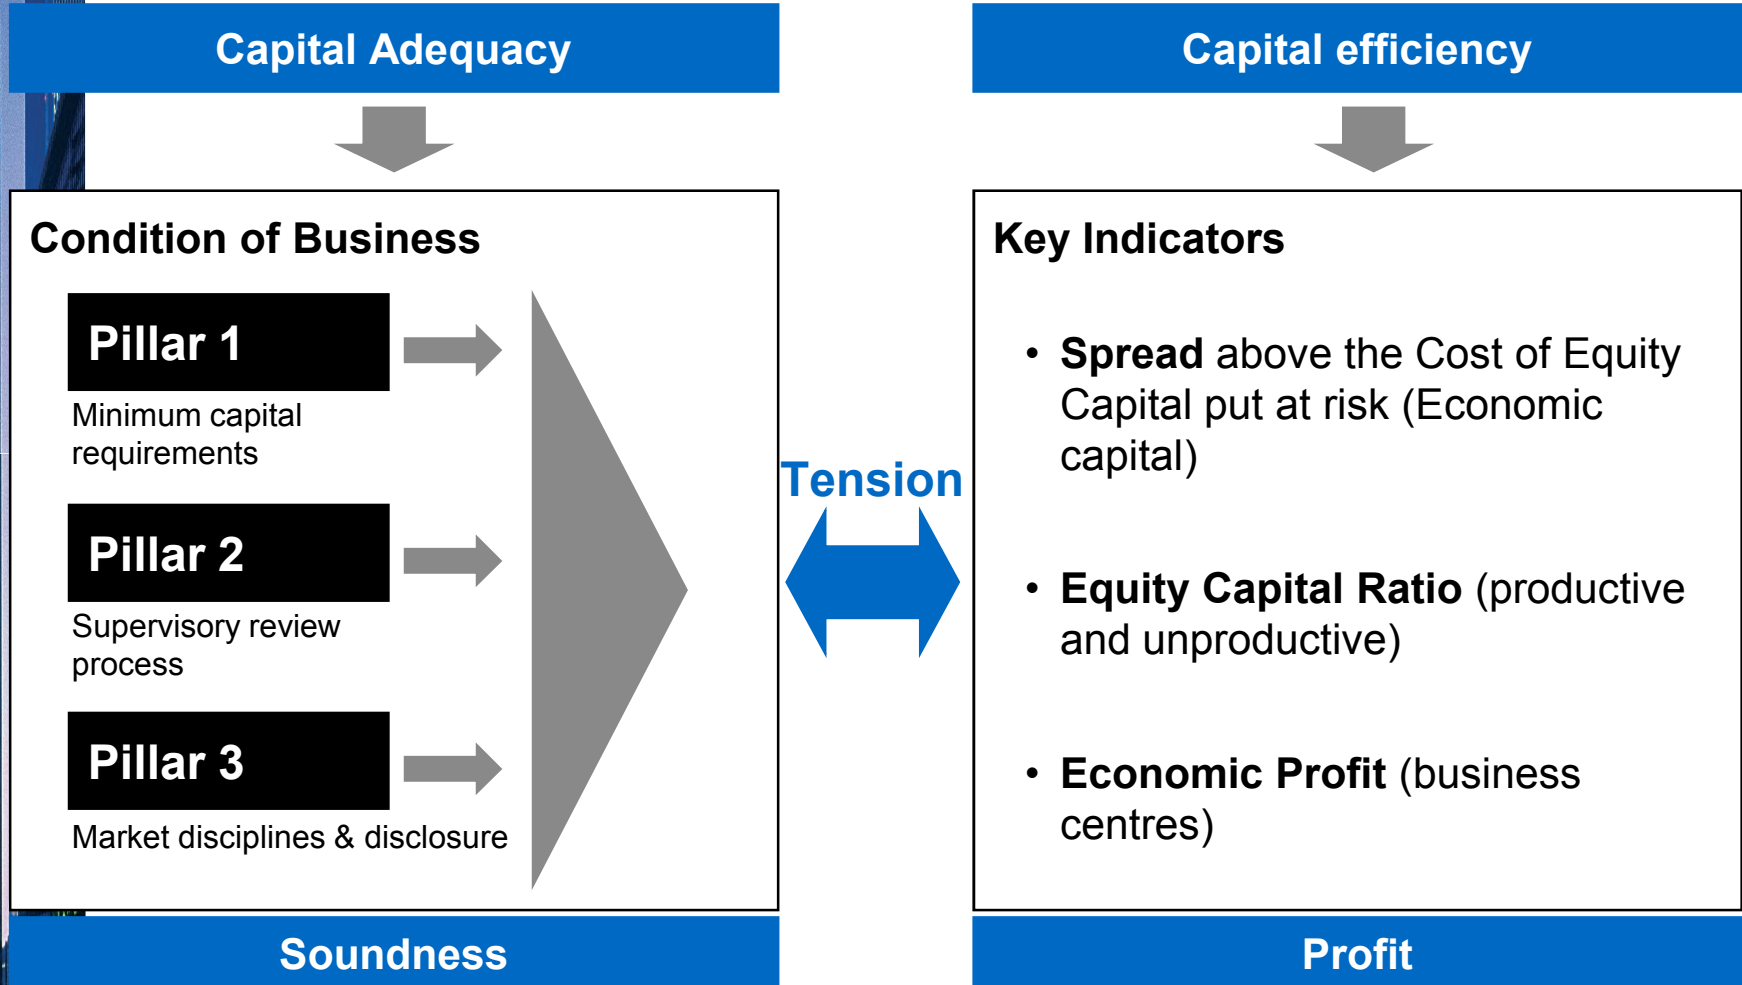 Capital Adequacy
Condition of Business
Pillar 1
Minimum capital
requirements
Pillar 2
Supervisory review
process
Pillar 3
Market disciplines & disclosure
Soundness
Tension
Capital efficiency
Key Indicators
• Spread above the Cost of Equity
Capital put at risk (Economic
capital)
• Equity Capital Ratio (productive
and unproductive)
• Economic Profit (business
centres)
Profit